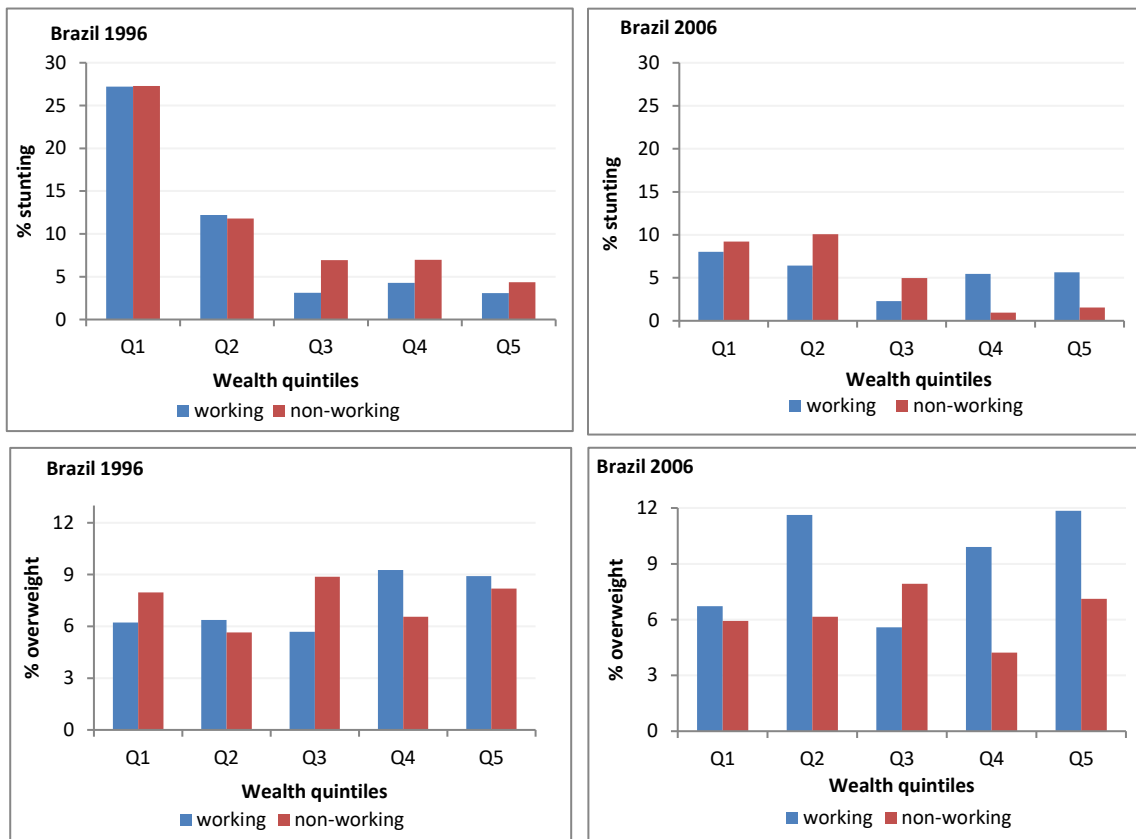 Brazil 1996
30
25
20
15
10
5
0
% stunting
Q1 Q2 Q3 Q4 Q5
Wealth quintiles
working non-working
Brazil 2006
30
25
20
15
10
5
0
% stunting
Q1 Q2 Q3 Q4 Q5
Wealth quintiles
working non-working
Brazil 1996
12
9
6
3
0
% overweight
Q1 Q2 Q3 Q4 Q5
Wealth quintiles
working non-working
Brazil 2006
12
9
6
3
0
% overweight
Q1 Q2 Q3 Q4 Q5
Wealth quintiles
working non-working